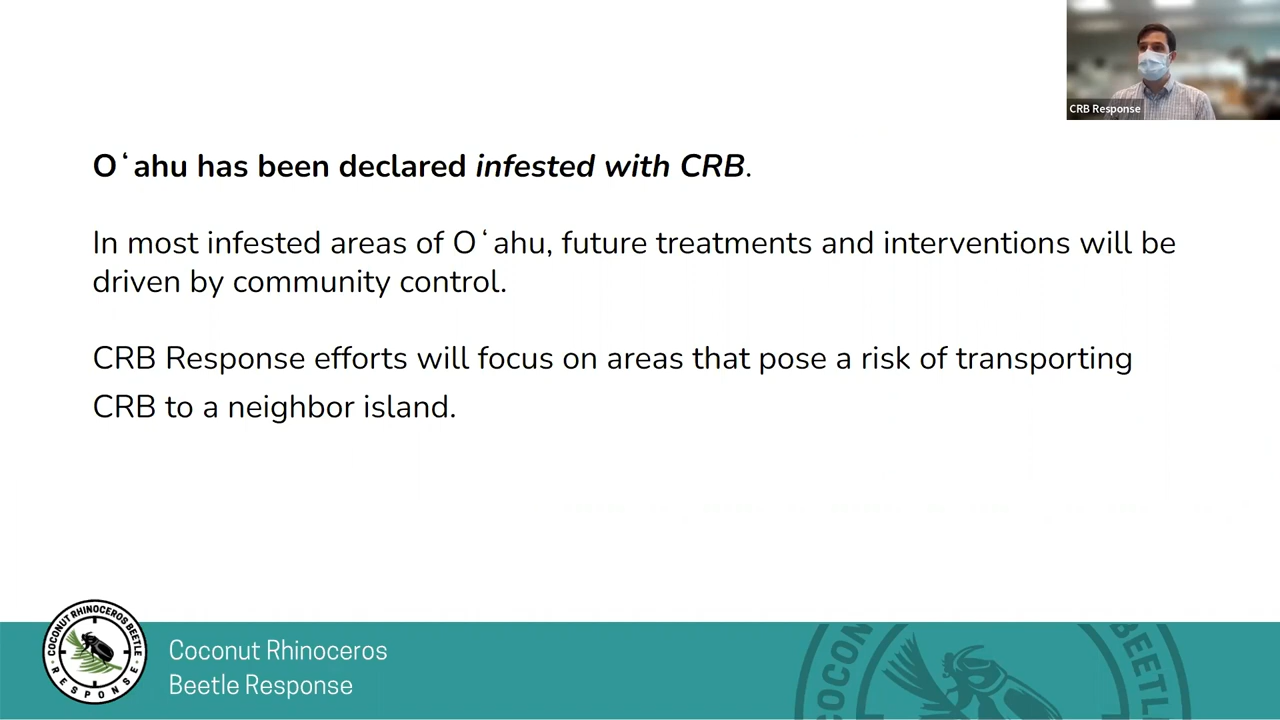 CRB Response
Oʻahu has been declared infested with CRB.
In most infested areas of Oʻahu, future treatments and interventions will be
driven by community control.
CRB Response efforts will focus on areas that pose a risk of transporting
CRB to a neighbor island.
COCONUT RHINOCEROS BEETLE
RESPONSE
Coconut Rhinoceros
Beetle Response
COCON
BEETLE